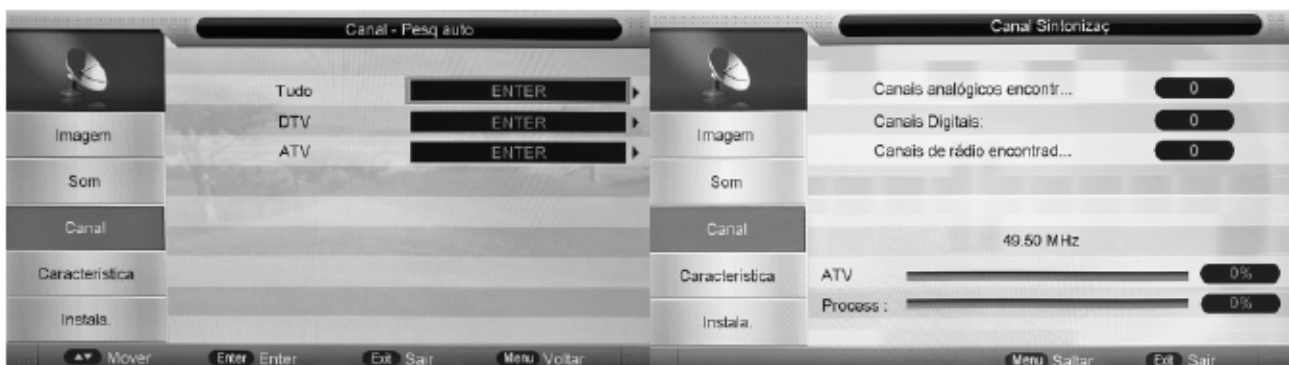 Canal - Pesq auto
Tudo ENTER
DTV ENTER
ATV ENTER
Imagem
Som
Canal
Característica
Instala.
Mover Enter Enter Exit Sair Menu Voltar
Canal Sintonizaç
Canais analógicos encontr... 0
Canais Digitais: 0
Canais de rádio encontrad... 0
Imagem
Som
Canal
Característica
Instala.
49.50 MHz
ATV 0%
Process : 0%
Menu Saltar Exit Sair